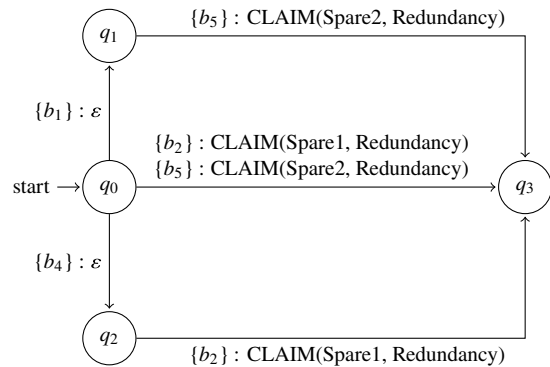 q₁
{b₅} : CLAIM(Spare2, Redundancy)
{b₁} : ε
{b₂} : CLAIM(Spare1, Redundancy)
{b₅} : CLAIM(Spare2, Redundancy)
start
q₀
q₃
{b₄} : ε
q₂
{b₂} : CLAIM(Spare1, Redundancy)